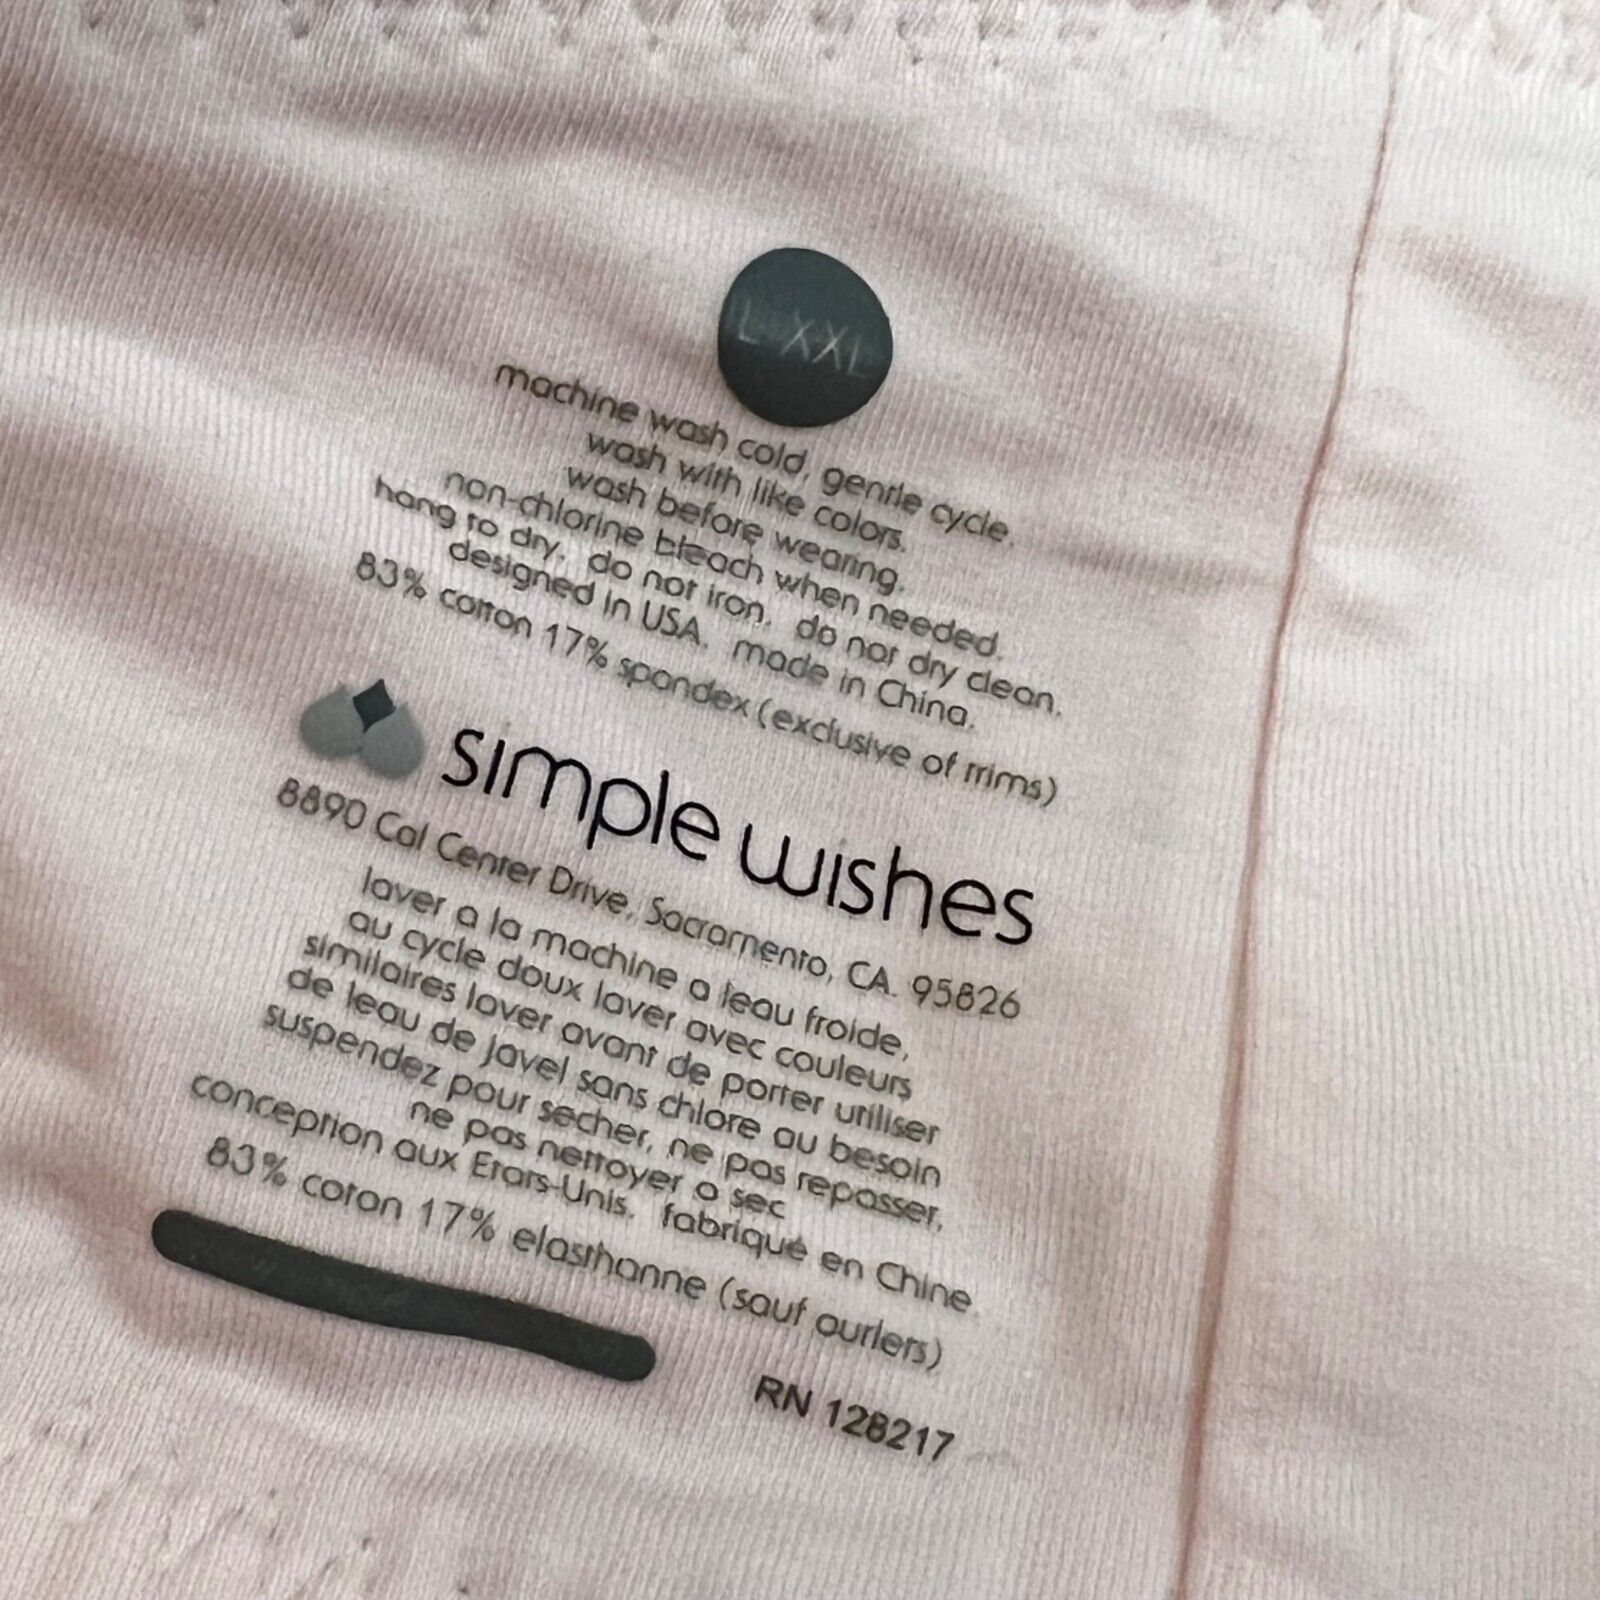 L-XXL
machine wash cold, gentle cycle.
wash with like colors.
wash before wearing.
non-chlorine bleach when needed.
hang to dry. do not iron. do not dry clean.
designed in USA. made in China.
83% cotton 17% spandex (exclusive of trims)
simple wishes
8890 Cal Center Drive, Sacramento, CA. 95826
laver a la machine a leau froide,
au cycle doux laver avec couleurs
similaires laver avant de porter utiliser
de leau de javel sans chlore au besoin
suspendez pour secher, ne pas repasser,
ne pas nettoyer a sec
conception aux Etats-Unis. fabriqué en Chine.
83% coton 17% elasthanne (sauf ourlets)
RN 128217